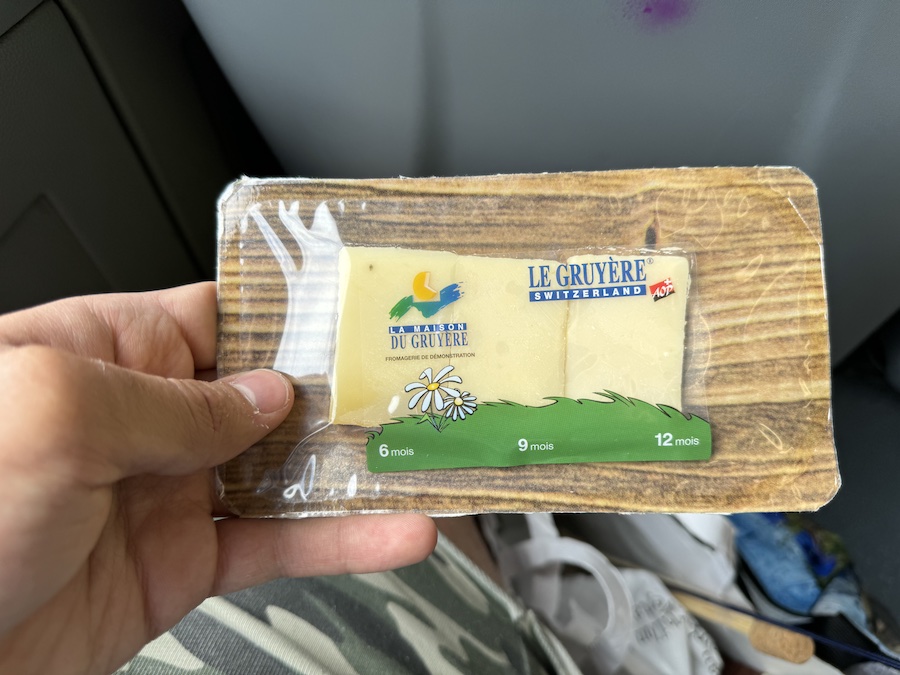 LA MAISON
DU GRUYÈRE
FROMAGERIE DE DÉMONSTRATION
LE GRUYÈRE®
SWITZERLAND
AOP
6 mois
9 mois
12 mois